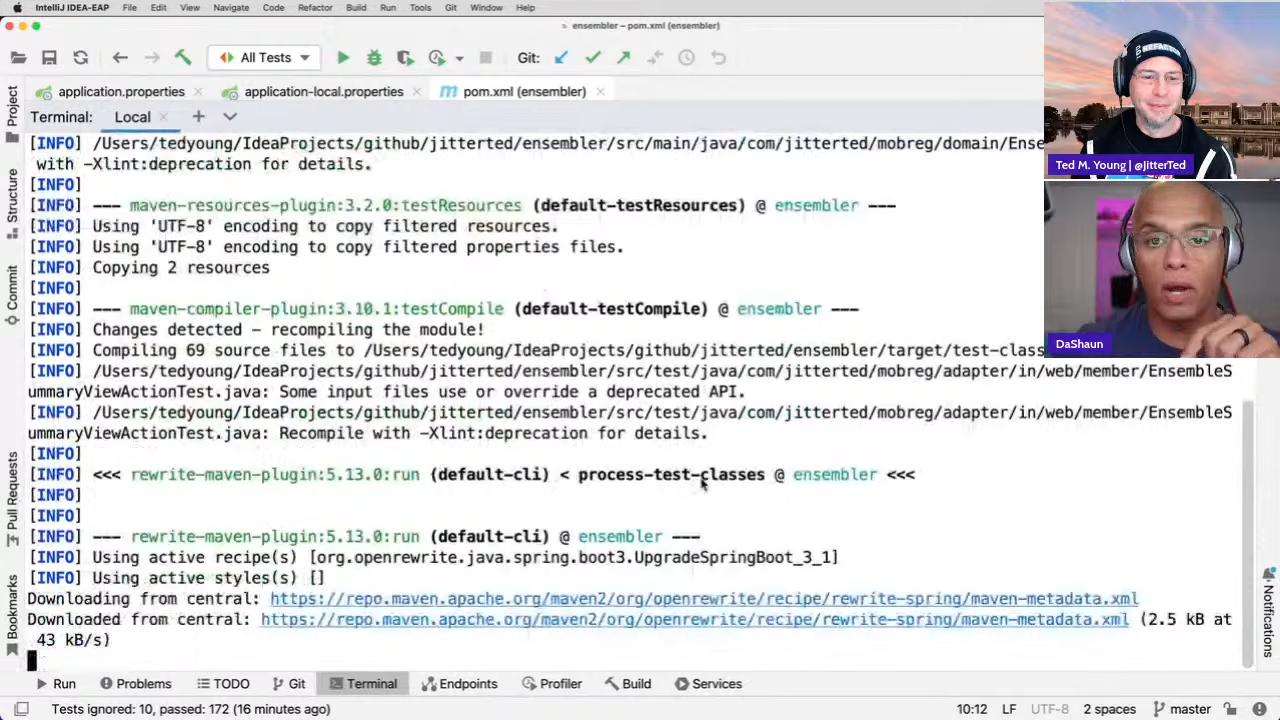 IntelliJ IDEA-EAP File Edit View Navigate Code Refactor Build Run Tools Git Window Help
ensembler – pom.xml (ensembler)
All Tests Git:
application.properties application-local.properties pom.xml (ensembler)
Terminal: Local
[INFO] /Users/tedyoung/IdeaProjects/github/jitterted/ensembler/src/main/java/com/jitterted/mobreg/domain/Ense
with -Xlint:deprecation for details.
[INFO]
[INFO] --- maven-resources-plugin:3.2.0:testResources (default-testResources) @ ensembler ---
[INFO] Using 'UTF-8' encoding to copy filtered resources.
[INFO] Using 'UTF-8' encoding to copy filtered properties files.
[INFO] Copying 2 resources
[INFO]
[INFO] --- maven-compiler-plugin:3.10.1:testCompile (default-testCompile) @ ensembler ---
[INFO] Changes detected - recompiling the module!
[INFO] Compiling 69 source files to /Users/tedyoung/IdeaProjects/github/jitterted/ensembler/target/test-class
[INFO] /Users/tedyoung/IdeaProjects/github/jitterted/ensembler/src/test/java/com/jitterted/mobreg/adapter/in/web/member/EnsembleS
ummaryViewActionTest.java: Some input files use or override a deprecated API.
[INFO] /Users/tedyoung/IdeaProjects/github/jitterted/ensembler/src/test/java/com/jitterted/mobreg/adapter/in/web/member/EnsembleS
ummaryViewActionTest.java: Recompile with -Xlint:deprecation for details.
[INFO]
[INFO] <<< rewrite-maven-plugin:5.13.0:run (default-cli) < process-test-classes @ ensembler <<<
[INFO]
[INFO]
[INFO] --- rewrite-maven-plugin:5.13.0:run (default-cli) @ ensembler ---
[INFO] Using active recipe(s) [org.openrewrite.java.spring.boot3.UpgradeSpringBoot_3_1]
[INFO] Using active styles(s) []
Downloading from central: https://repo.maven.apache.org/maven2/org/openrewrite/recipe/rewrite-spring/maven-metadata.xml
Downloaded from central: https://repo.maven.apache.org/maven2/org/openrewrite/recipe/rewrite-spring/maven-metadata.xml (2.5 kB at
43 kB/s)
Run Problems TODO Git Terminal Endpoints Profiler Build Services
Tests ignored: 10, passed: 172 (16 minutes ago) 10:12 LF UTF-8 2 spaces master
Project
Structure
Commit
Pull Requests
Bookmarks
Notifications
Ted M. Young | @JitterTed
DaShaun